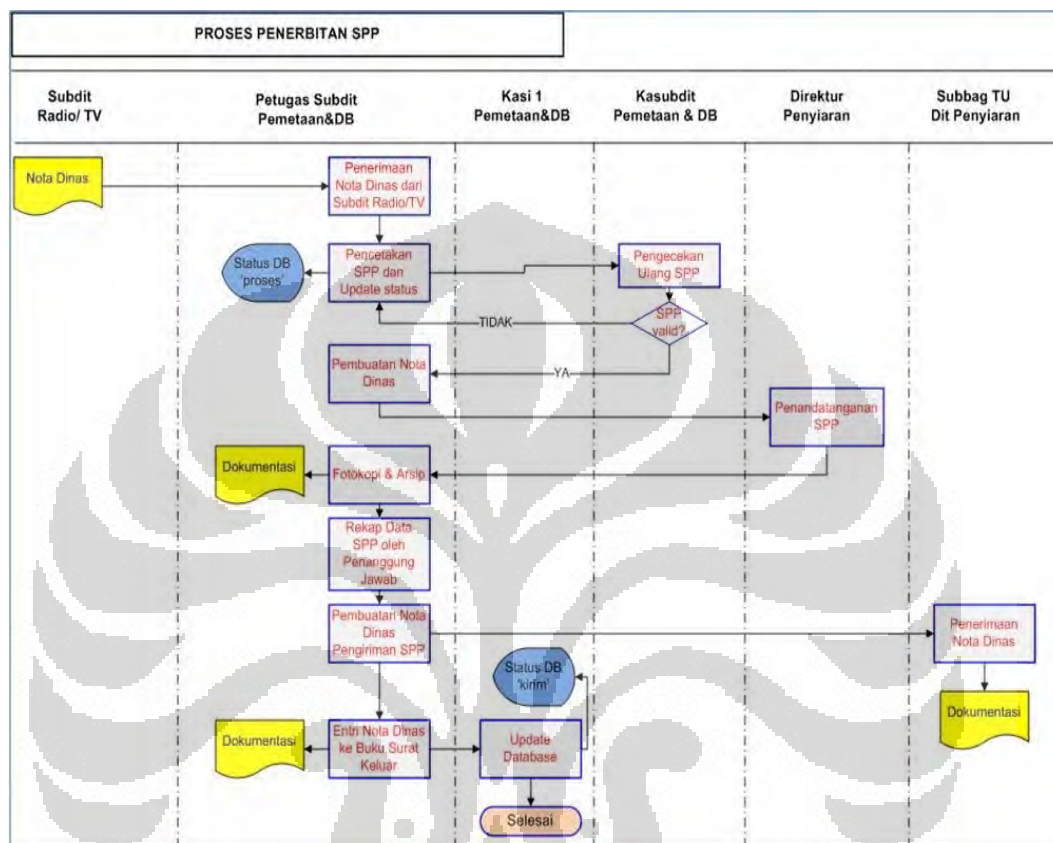 PROSES PENERBITAN SPP
Subdit
Radio/ TV
Petugas Subdit
Pemetaan&DB
Kasi 1
Pemetaan&DB
Kasubdit
Pemetaan & DB
Direktur
Penyiaran
Subbag TU
Dit Penyiaran
Nota Dinas
Penerimaan
Nota Dinas dari
Subdit Radio/TV
Status DB
'proses'
Pencetakan
SPP dan
Update status
Pengecekan
Ulang SPP
SPP
valid?
TIDAK
Pembuatan Nota
Dinas
YA
Penandatanganan
SPP
Dokumentasi
Fotokopi & Arsip
Rekap Data
SPP oleh
Penanggung
Jawab
Pembuatan Nota
Dinas
Pengiriman SPP
Penerimaan
Nota Dinas
Status DB
'kirim'
Dokumentasi
Dokumentasi
Entri Nota Dinas
ke Buku Surat
Keluar
Update
Database
Selesai